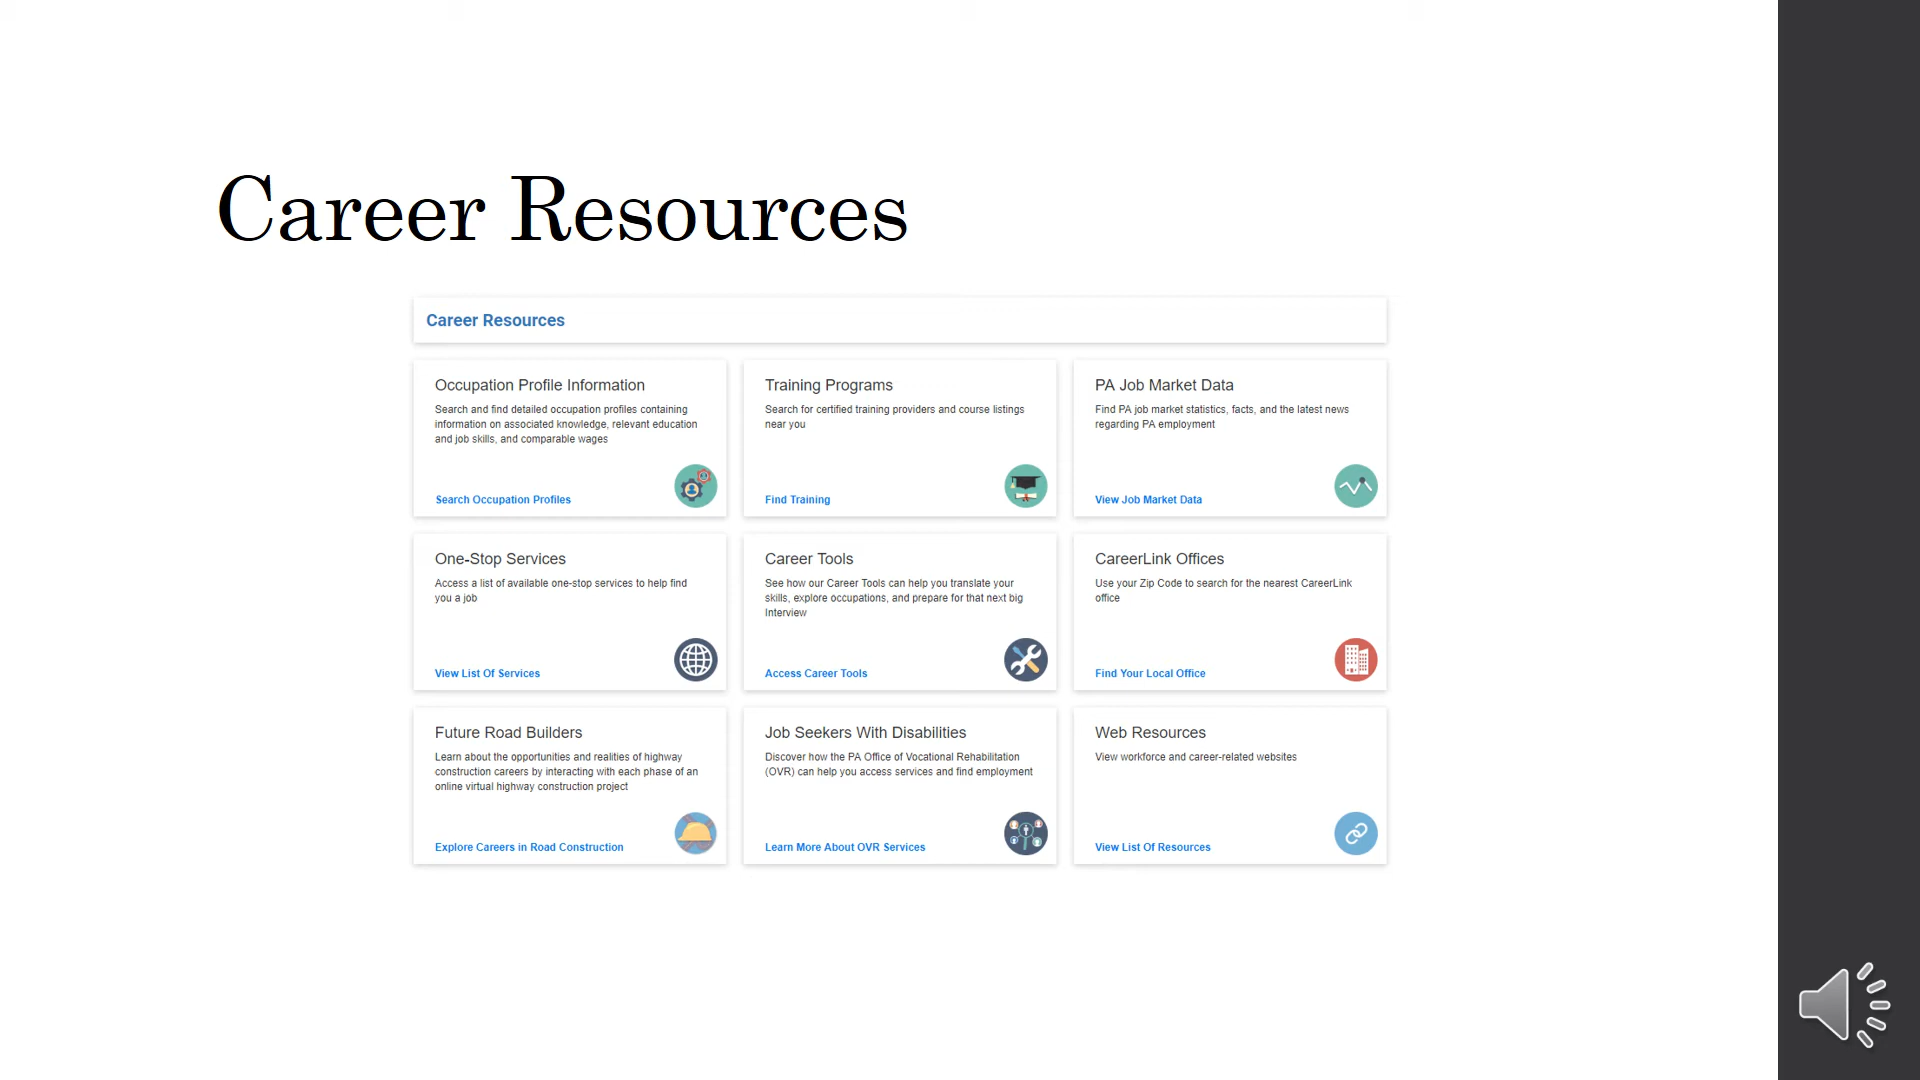 Career Resources
Career Resources
Occupation Profile Information
Search and find detailed occupation profiles containing
information on associated knowledge, relevant education
and job skills, and comparable wages
Search Occupation Profiles
Training Programs
Search for certified training providers and course listings
near you
Find Training
PA Job Market Data
Find PA job market statistics, facts, and the latest news
regarding PA employment
View Job Market Data
One-Stop Services
Access a list of available one-stop services to help find
you a job
View List Of Services
Career Tools
See how our Career Tools can help you translate your
skills, explore occupations, and prepare for that next big
Interview
Access Career Tools
CareerLink Offices
Use your Zip Code to search for the nearest CareerLink
office
Find Your Local Office
Future Road Builders
Learn about the opportunities and realities of highway
construction careers by interacting with each phase of an
online virtual highway construction project
Explore Careers in Road Construction
Job Seekers With Disabilities
Discover how the PA Office of Vocational Rehabilitation
(OVR) can help you access services and find employment
Learn More About OVR Services
Web Resources
View workforce and career-related websites
View List Of Resources